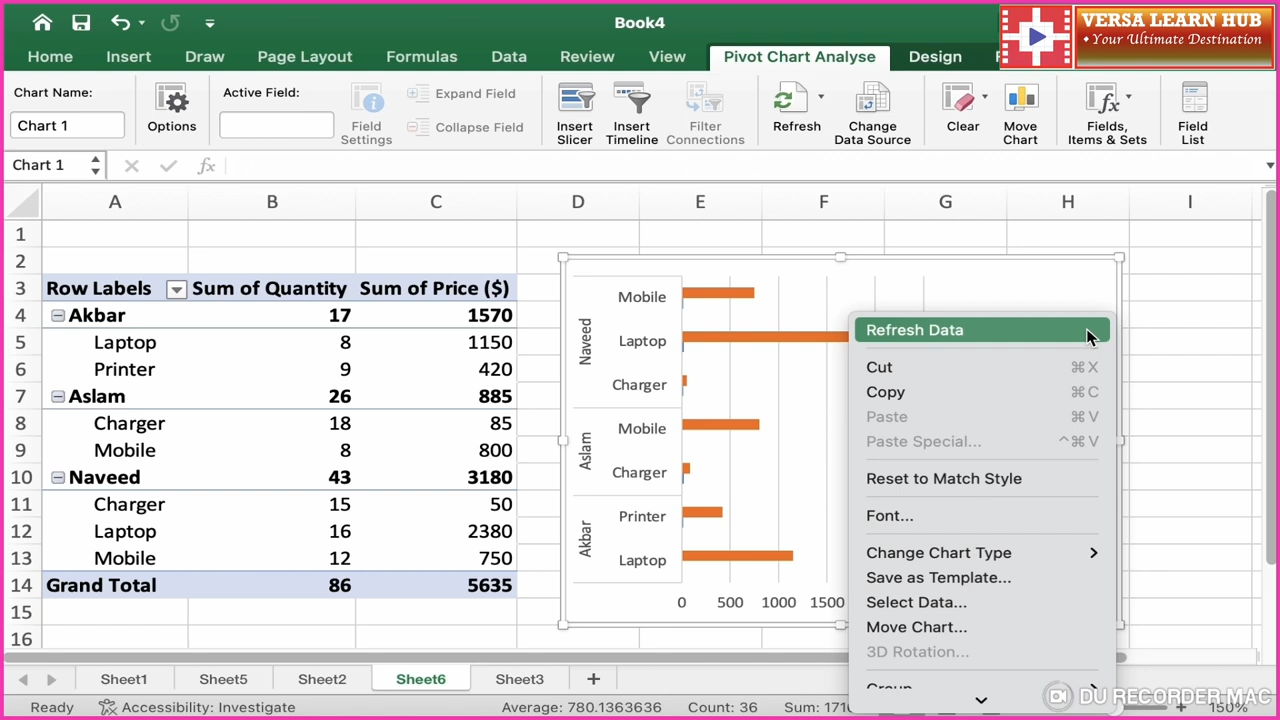 Book4
VERSA LEARN HUB
• Your Ultimate Destination
Home Insert Draw Page Layout Formulas Data Review View Pivot Chart Analyse Design
Chart Name:
Chart 1
Options
Active Field:
Field Settings
Expand Field
Collapse Field
Insert Slicer
Insert Timeline
Filter Connections
Refresh
Change Data Source
Clear
Move Chart
Fields, Items & Sets
Field List
Chart 1 fx
A B C D E F G H I
1
2
3 Row Labels Sum of Quantity Sum of Price ($)
4 Akbar 17 1570
5 Laptop 8 1150
6 Printer 9 420
7 Aslam 26 885
8 Charger 18 85
9 Mobile 8 800
10 Naveed 43 3180
11 Charger 15 50
12 Laptop 16 2380
13 Mobile 12 750
14 Grand Total 86 5635
15
16
Naveed
Mobile
Laptop
Charger
Aslam
Mobile
Charger
Akbar
Printer
Laptop
0 500 1000 1500
Refresh Data
Cut ⌘X
Copy ⌘C
Paste ⌘V
Paste Special... ^⌘V
Reset to Match Style
Font...
Change Chart Type
Save as Template...
Select Data...
Move Chart...
3D Rotation...
Group
Sheet1 Sheet5 Sheet2 Sheet6 Sheet3 +
Ready Accessibility: Investigate Average: 780.1363636 Count: 36 Sum: 1716 150%
DU RECORDER MAC